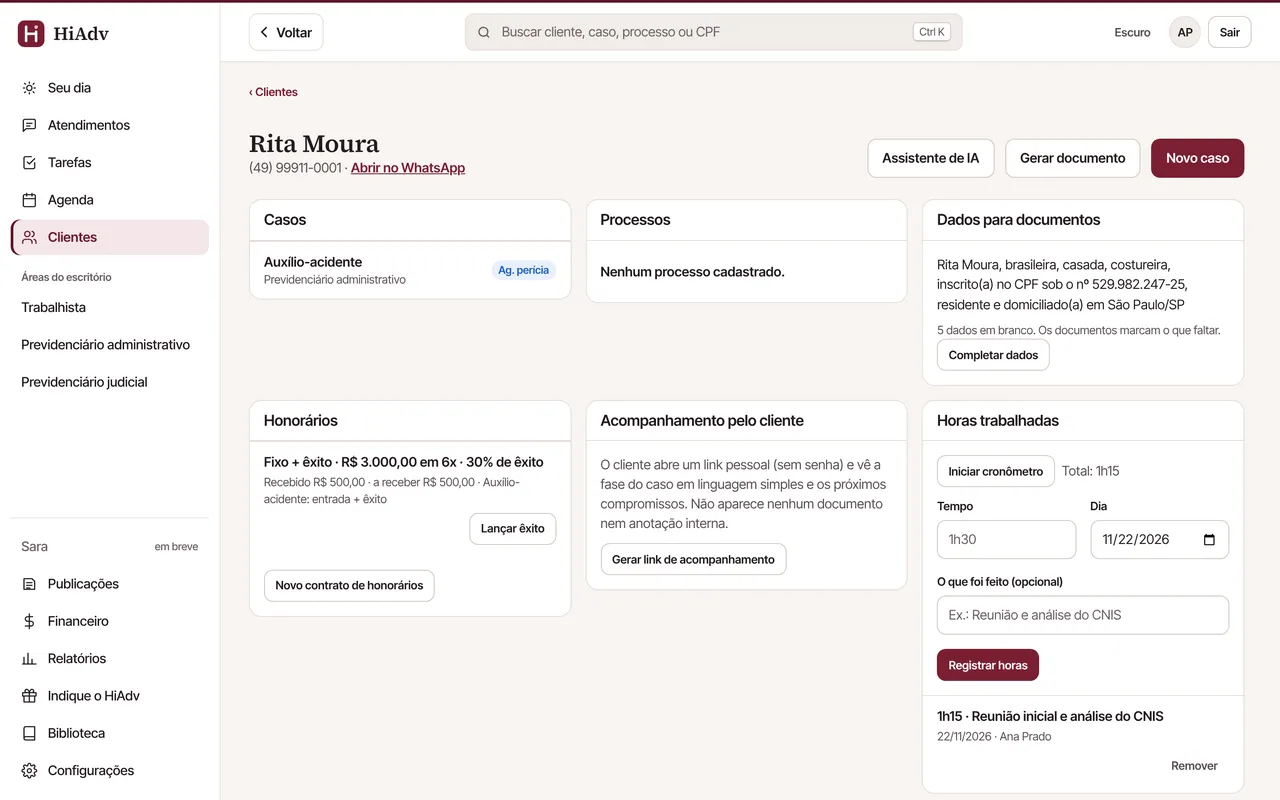 HiAdv
Voltar
Buscar cliente, caso, processo ou CPF
Ctrl K
Escuro
AP
Sair
Seu dia
Atendimentos
Tarefas
Agenda
Clientes
Áreas do escritório
Trabalhista
Previdenciário administrativo
Previdenciário judicial
Sara
em breve
Publicações
Financeiro
Relatórios
Indique o HiAdv
Biblioteca
Configurações
‹ Clientes
Rita Moura
(49) 99911-0001 · Abrir no WhatsApp
Assistente de IA
Gerar documento
Novo caso
Casos
Auxílio-acidente
Previdenciário administrativo
Ag. perícia
Processos
Nenhum processo cadastrado.
Dados para documentos
Rita Moura, brasileira, casada, costureira,
inscrito(a) no CPF sob o nº 529.982.247-25,
residente e domiciliado(a) em São Paulo/SP
5 dados em branco. Os documentos marcam o que faltar.
Completar dados
Honorários
Fixo + êxito · R$ 3.000,00 em 6x · 30% de êxito
Recebido R$ 500,00 · a receber R$ 500,00 · Auxílio-
acidente: entrada + êxito
Lançar êxito
Novo contrato de honorários
Acompanhamento pelo cliente
O cliente abre um link pessoal (sem senha) e vê a
fase do caso em linguagem simples e os próximos
compromissos. Não aparece nenhum documento
nem anotação interna.
Gerar link de acompanhamento
Horas trabalhadas
Iniciar cronômetro
Total: 1h15
Tempo
Dia
1h30
11/22/2026
O que foi feito (opcional)
Ex.: Reunião e análise do CNIS
Registrar horas
1h15 · Reunião inicial e análise do CNIS
22/11/2026 · Ana Prado
Remover